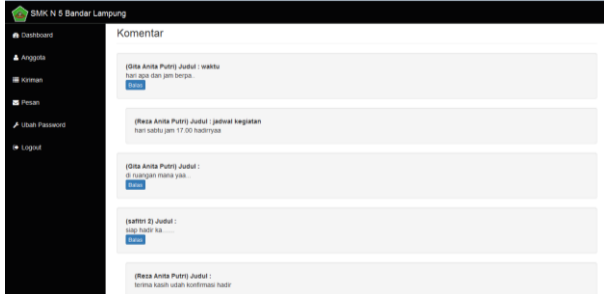 SMK N 5 Bandar Lampung
Dashboard
Anggota
Kiriman
Pesan
Ubah Password
Logout
Komentar
(Gita Anita Putri) Judul : waktu
hari apa dan jam berpa..
Balas
(Reza Anita Putri) Judul : jadwal kegiatan
hari sabtu jam 17.00 hadirryaa
(Gita Anita Putri) Judul :
di ruangan mana yaa...
Balas
(safitri 2) Judul :
siap hadir ka......
Balas
(Reza Anita Putri) Judul :
terima kasih udah konfirmasi hadir